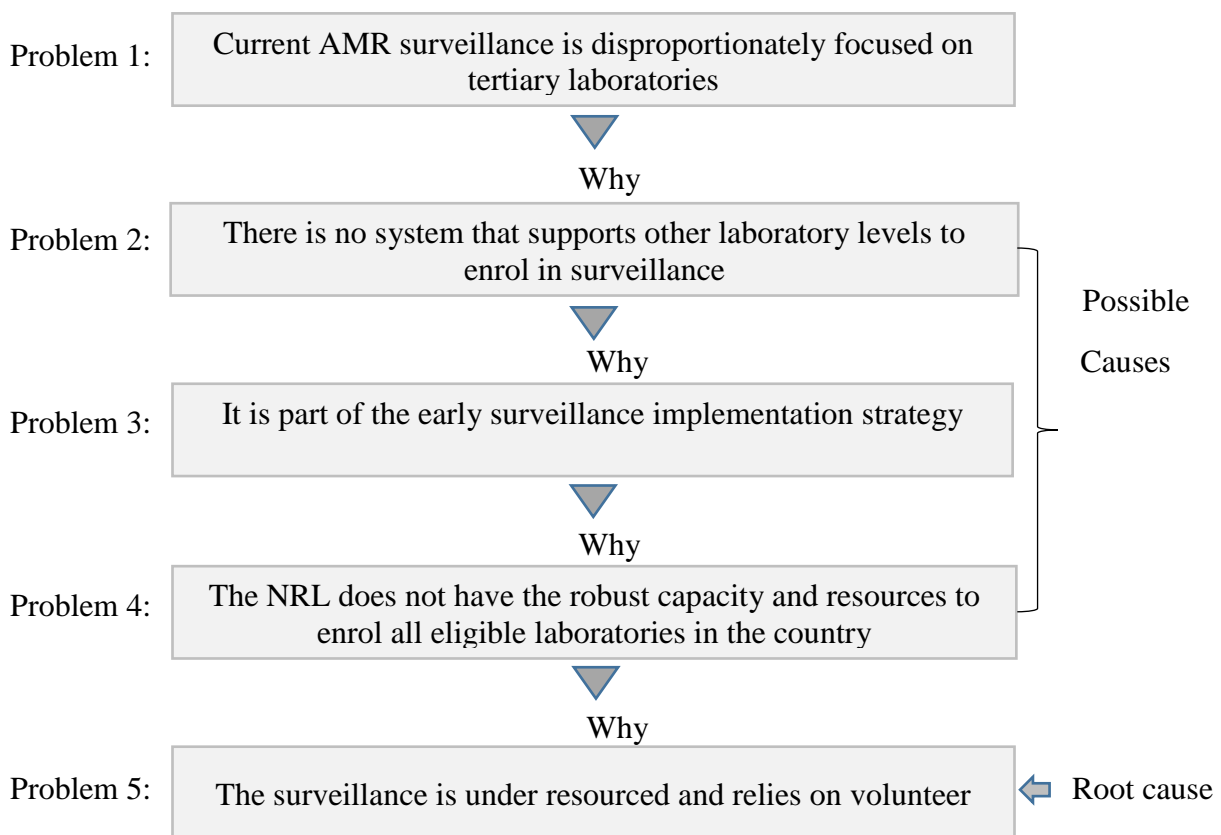 Problem 1:
Current AMR surveillance is disproportionately focused on
tertiary laboratories
Why
Problem 2:
There is no system that supports other laboratory levels to
enrol in surveillance
Possible
Causes
Why
Problem 3:
It is part of the early surveillance implementation strategy
Why
Problem 4:
The NRL does not have the robust capacity and resources to
enrol all eligible laboratories in the country
Why
Problem 5:
The surveillance is under resourced and relies on volunteer
Root cause